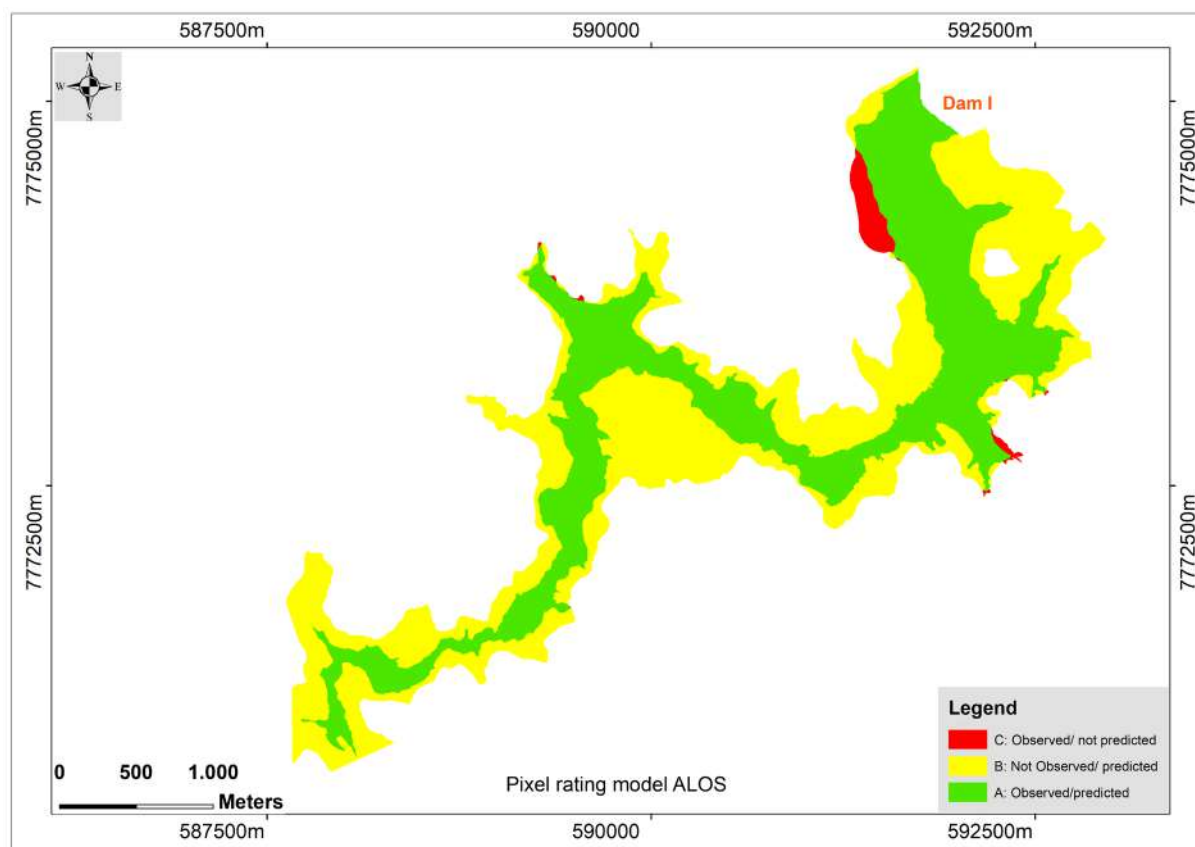 587500m 590000 592500m
N
W E
S
Dam I
7775000m 7775000m
7772500m 7772500m
Legend
C: Observed/ not predicted
B: Not Observed/ predicted
A: Observed/predicted
0 500 1.000
Meters
Pixel rating model ALOS
587500m 590000 592500m